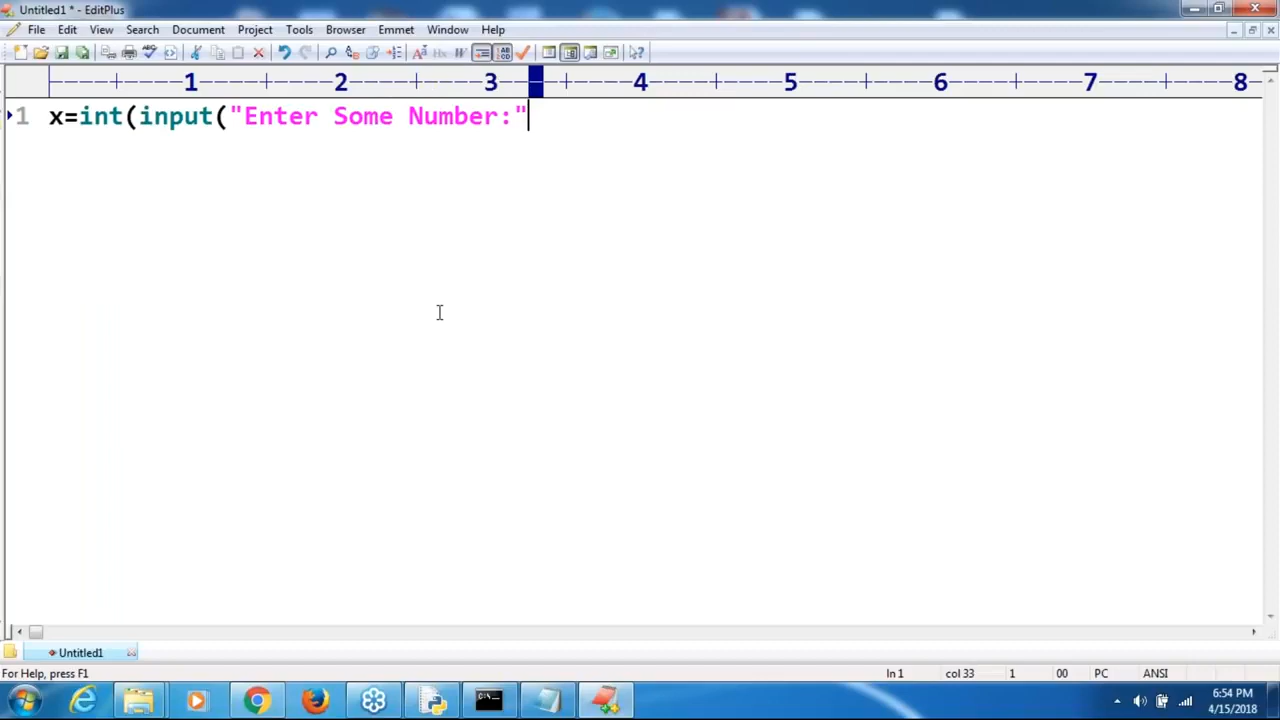 Untitled1 * - EditPlus
File Edit View Search Document Project Tools Browser Emmet Window Help
1 2 3 4 5 6 7 8
1 x=int(input("Enter Some Number:"
Untitled1
For Help, press F1 ln 1 col 33 1 00 PC ANSI
6:54 PM
4/15/2018